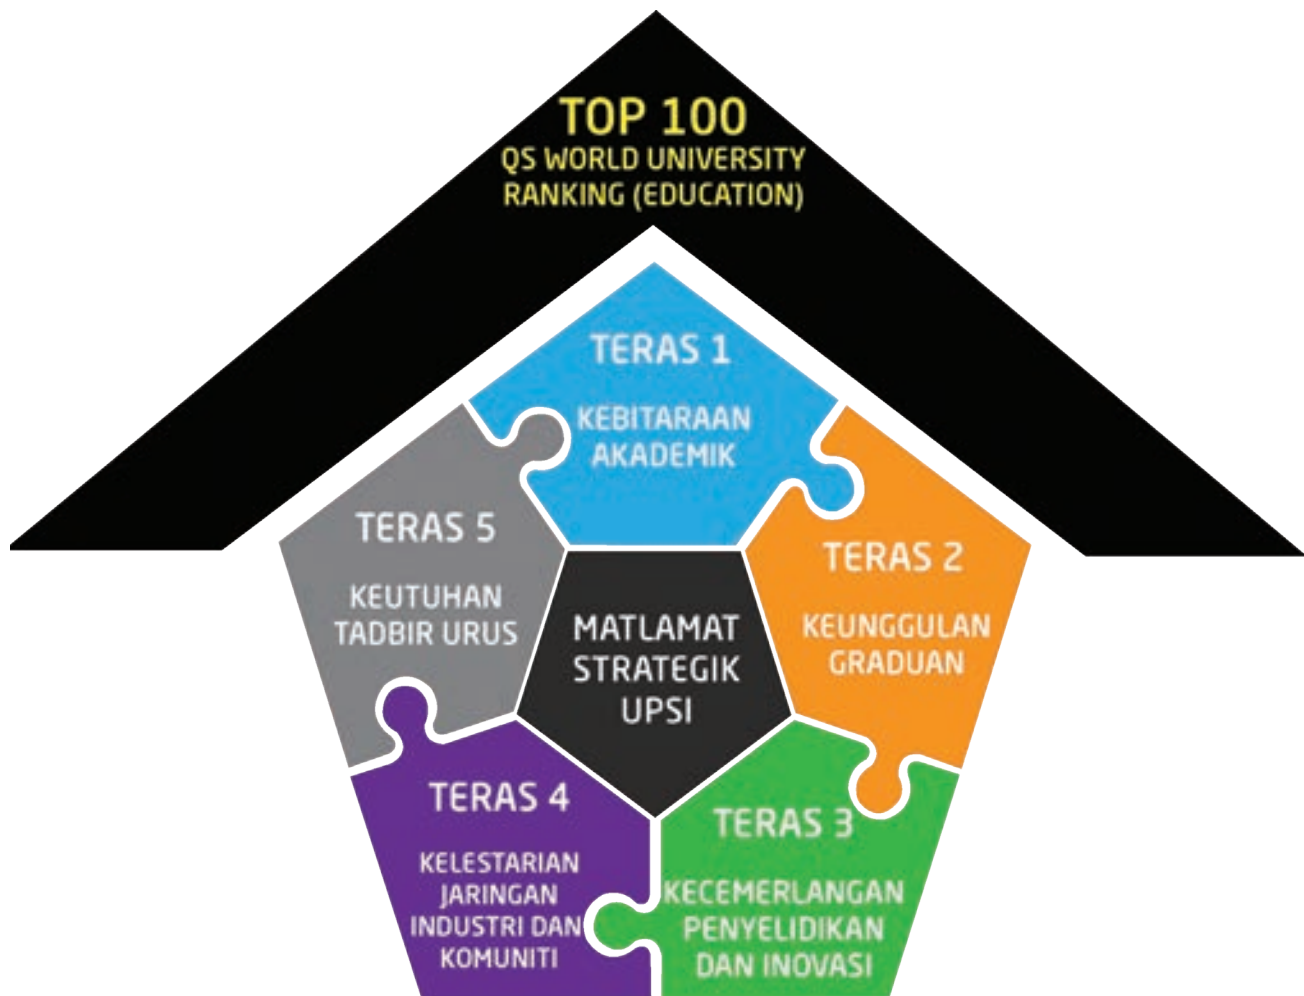 TOP 100
QS WORLD UNIVERSITY
RANKING (EDUCATION)
TERAS 1
KEBITARAAN
AKADEMIK
TERAS 2
KEUNGGULAN
GRADUAN
TERAS 3
KECEMERLANGAN
PENYELIDIKAN
DAN INOVASI
TERAS 4
KELESTARIAN
JARINGAN
INDUSTRI DAN
KOMUNITI
TERAS 5
KEUTUHAN
TADBIR URUS
MATLAMAT
STRATEGIK
UPSI